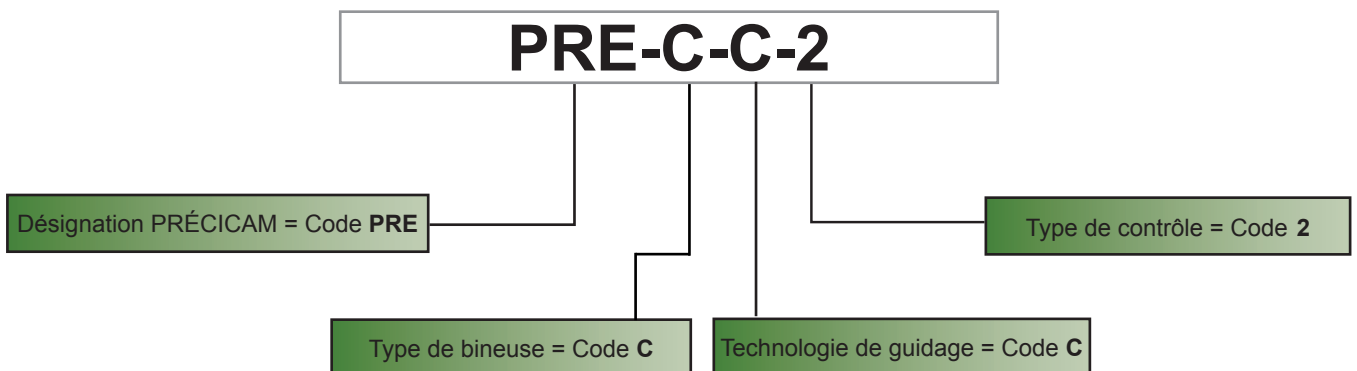 PRE-C-C-2
Désignation PRÉCICAM = Code PRE
Type de contrôle = Code 2
Type de bineuse = Code C
Technologie de guidage = Code C